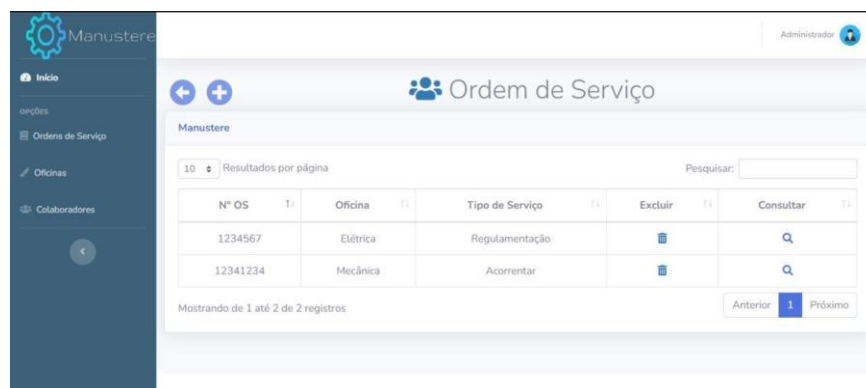 Manustere
Administrador
Início
OPÇÕES
Ordens de Serviço
Oficinas
Colaboradores
Ordem de Serviço
Manustere
10 Resultados por página Pesquisar:
Nº OS Oficina Tipo de Serviço Excluir Consultar
1234567 Elétrica Regulamentação
12341234 Mecânica Acorrentar
Mostrando de 1 até 2 de 2 registros
Anterior 1 Próximo